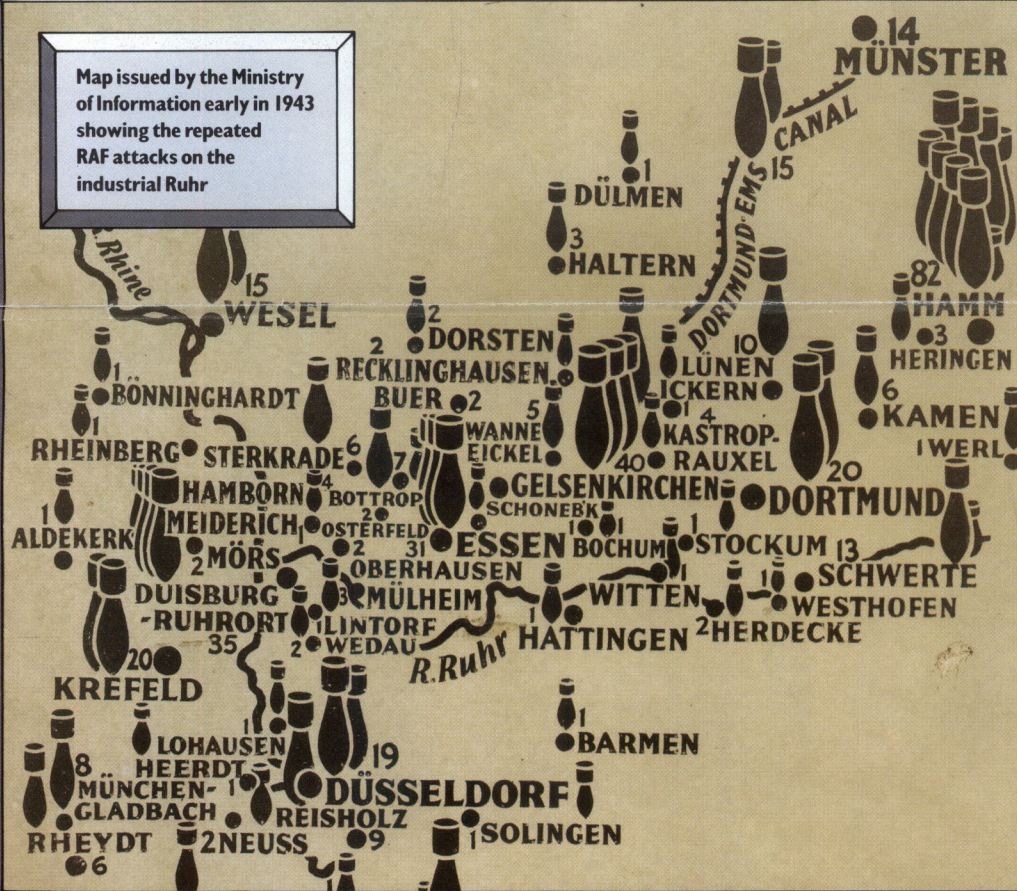 Map issued by the Ministry
of Information early in 1943
showing the repeated
RAF attacks on the
industrial Ruhr
14
MÜNSTER
CANAL
15
DORTMUND-EMS
1
DÜLMEN
3
HALTERN
R. Rhine
15
WESEL
82
HAMM
3
HERINGEN
2
DORSTEN
2
RECKLINGHAUSEN
10
LÜNEN
ICKERN
1
1
BÖNNINGHARDT
BUER 2
5
WANNE
EICKEL
4
KASTROP-
RAUXEL
40
6
KAMEN
1 WERL
1
RHEINBERG
STERKRADE 6
7
20
DORTMUND
HAMBORN
4
BOTTROP
2
GELSENKIRCHEN
SCHONEB'K
1
1
ALDEKERK
MEIDERICH
1
OSTERFELD
2
31
ESSEN
BOCHUM
1
STOCKUM
13
SCHWERTE
2
MÖRS
OBERHAUSEN
DUISBURG
-RUHRORT
35
3
MÜLHEIM
WITTEN
1
WESTHOFEN
1
LINTORF
2
WEDAU
R. Ruhr
1
HATTINGEN
2 HERDECKE
20
KREFELD
1
LOHAUSEN
HEERDT
1
19
DÜSSELDORF
1
BARMEN
8
MÜNCHEN-
GLADBACH
REISHOLZ
9
1
SOLINGEN
RHEYDT
6
2 NEUSS